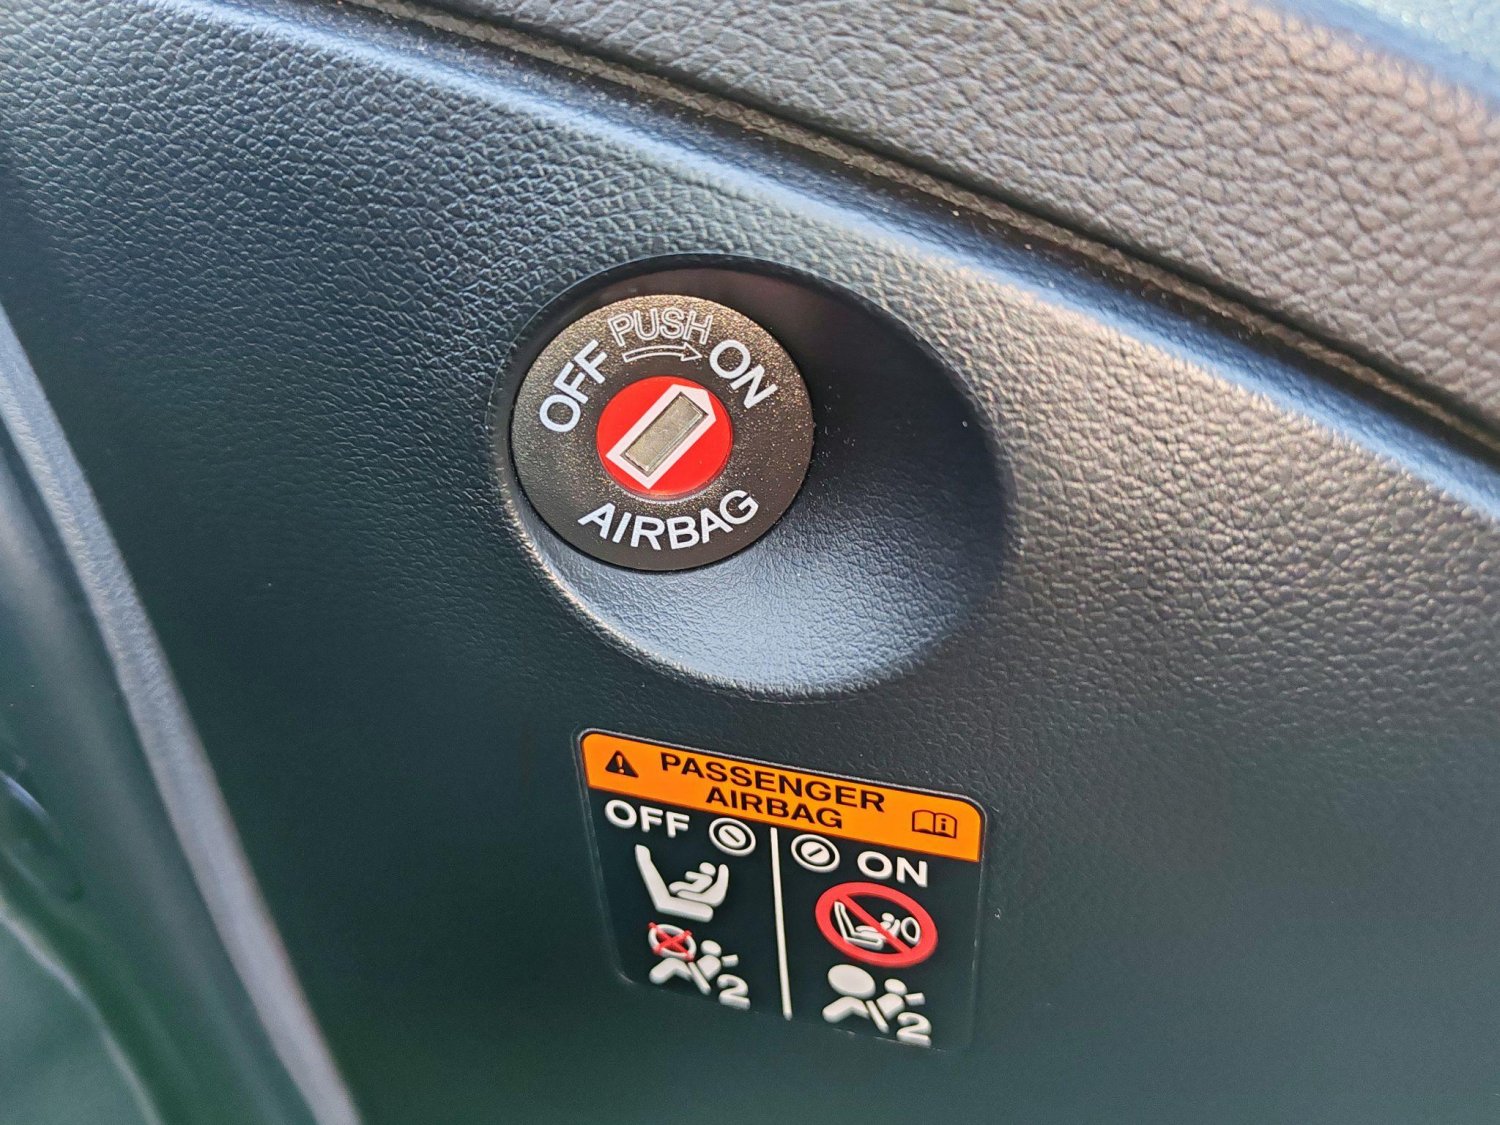 PUSH
OFF ON
AIRBAG
PASSENGER
AIRBAG
OFF ON
2 2